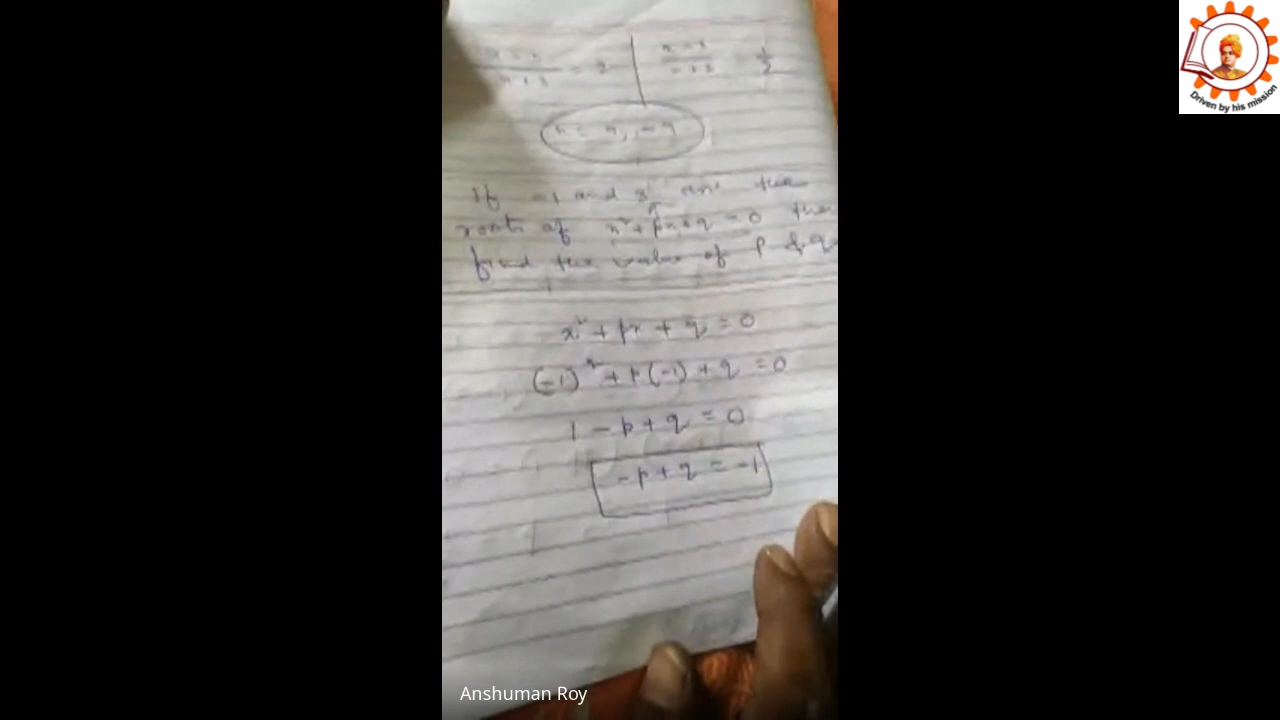 Driven by his mission
If -1 and 3 are the
roots of x² + px + q = 0 then
find the value of p & q
x² + px + q = 0
(-1)² + p(-1) + q = 0
1 - p + q = 0
-p + q = -1
Anshuman Roy